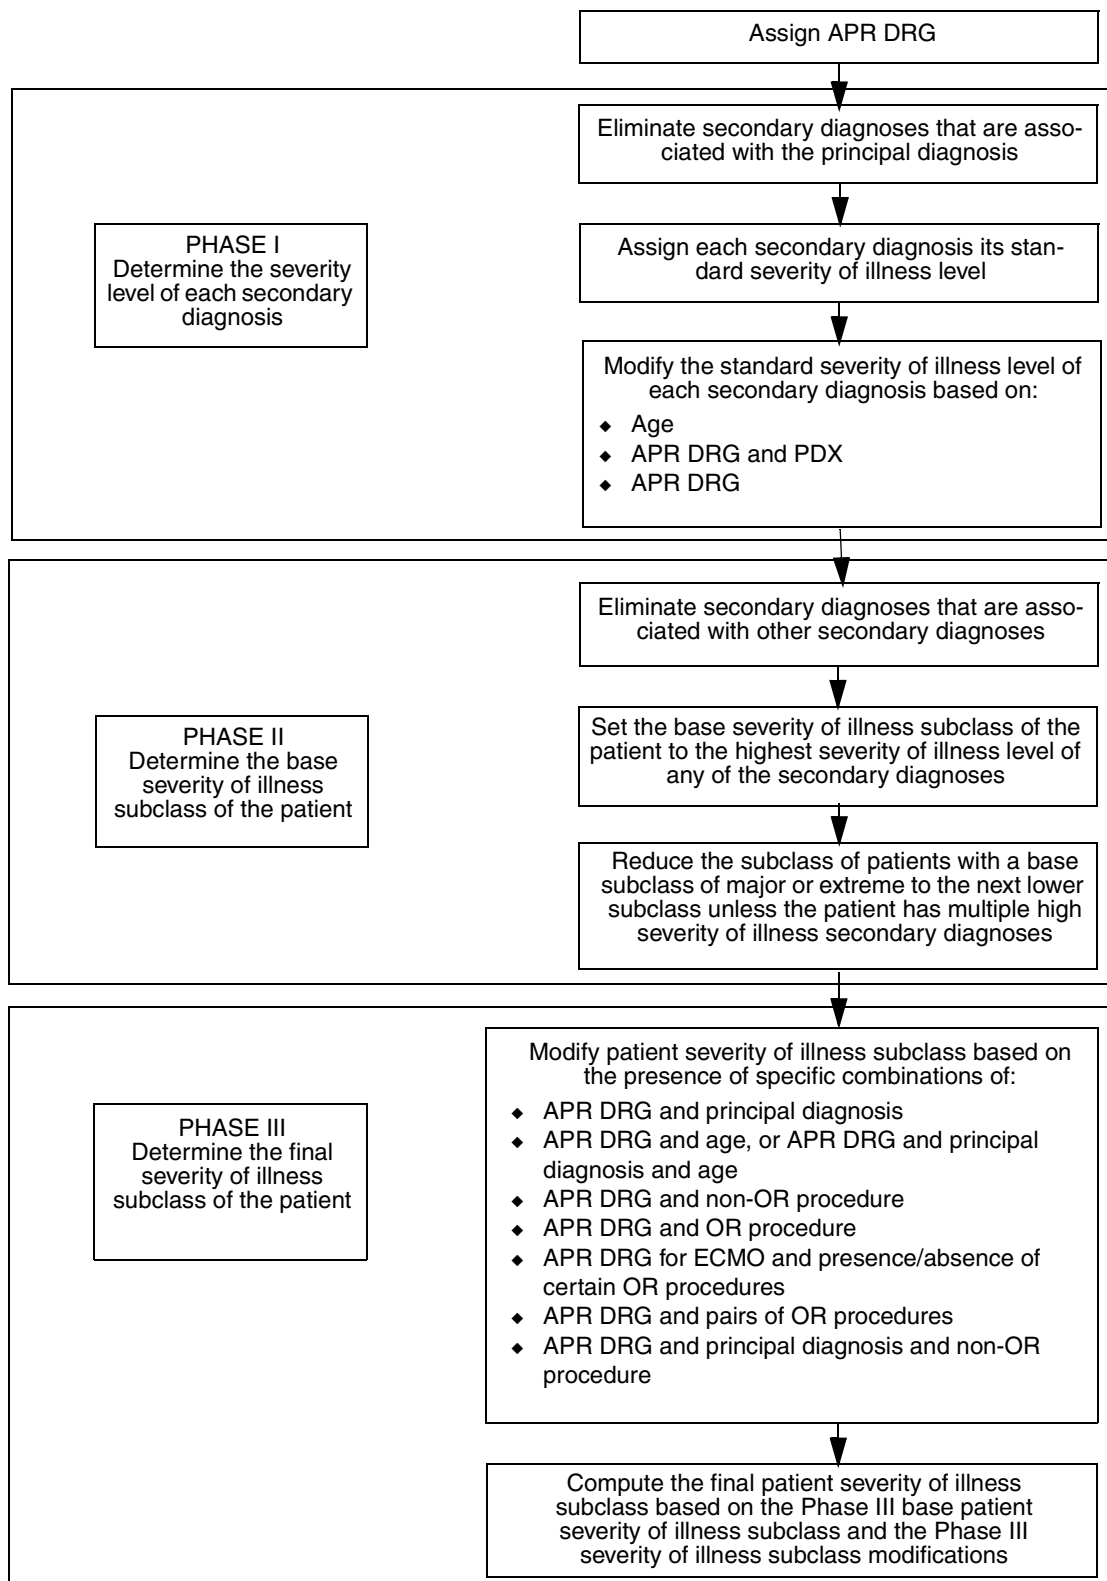 Assign APR DRG
Eliminate secondary diagnoses that are asso-
ciated with the principal diagnosis
PHASE I
Determine the severity
level of each secondary
diagnosis
Assign each secondary diagnosis its stan-
dard severity of illness level
Modify the standard severity of illness level of
each secondary diagnosis based on:
◆ Age
◆ APR DRG and PDX
◆ APR DRG
Eliminate secondary diagnoses that are asso-
ciated with other secondary diagnoses
PHASE II
Determine the base
severity of illness
subclass of the patient
Set the base severity of illness subclass of the
patient to the highest severity of illness level of
any of the secondary diagnoses
Reduce the subclass of patients with a base
subclass of major or extreme to the next lower
subclass unless the patient has multiple high
severity of illness secondary diagnoses
PHASE III
Determine the final
severity of illness
subclass of the patient
Modify patient severity of illness subclass based on
the presence of specific combinations of:
◆ APR DRG and principal diagnosis
◆ APR DRG and age, or APR DRG and principal
diagnosis and age
◆ APR DRG and non-OR procedure
◆ APR DRG and OR procedure
◆ APR DRG for ECMO and presence/absence of
certain OR procedures
◆ APR DRG and pairs of OR procedures
◆ APR DRG and principal diagnosis and non-OR
procedure
Compute the final patient severity of illness
subclass based on the Phase III base patient
severity of illness subclass and the Phase III
severity of illness subclass modifications